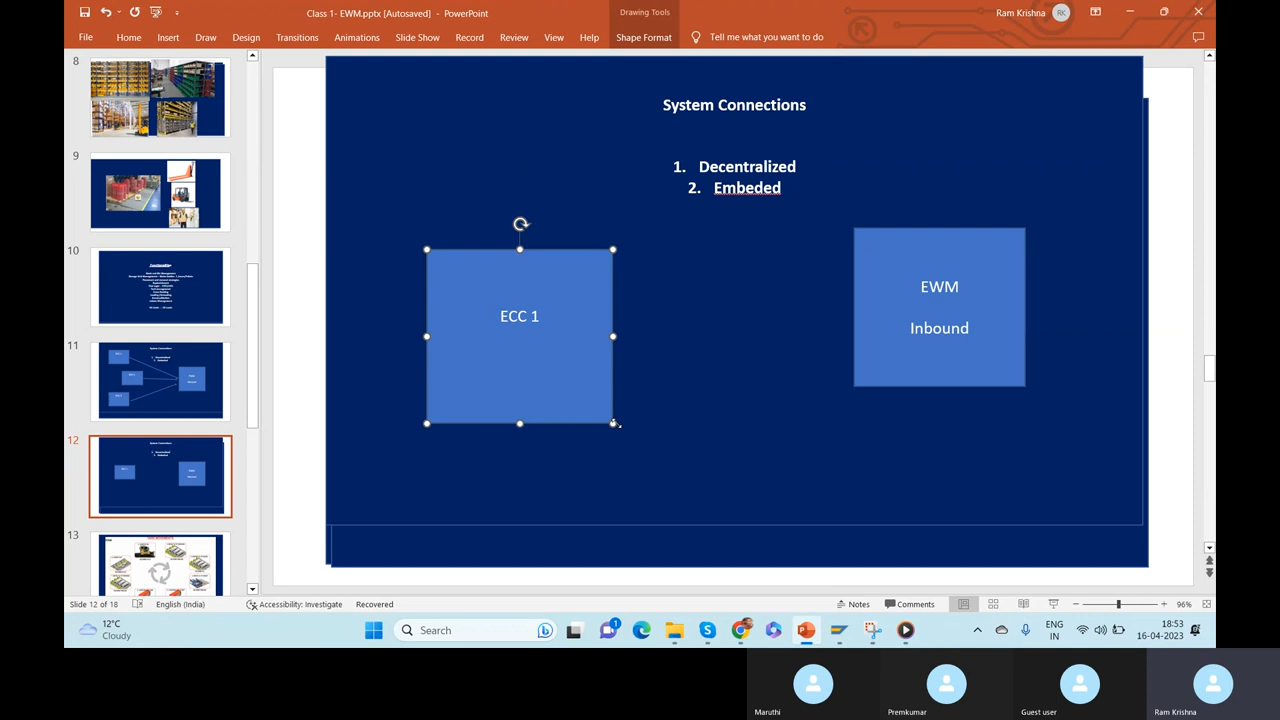 Class 1- EWM.pptx [Autosaved] - PowerPoint
Drawing Tools
Ram Krishna
RK
File
Home
Insert
Draw
Design
Transitions
Animations
Slide Show
Record
Review
View
Help
Shape Format
Tell me what you want to do
8
9
10
11
12
13
System Connections
1. Decentralized
2. Embeded
ECC 1
EWM
Inbound
Slide 12 of 18
English (India)
Accessibility: Investigate
Recovered
Notes
Comments
96%
12°C
Cloudy
Search
1
ENG
IN
18:53
16-04-2023
Maruthi
Premkumar
Guest user
Ram Krishna